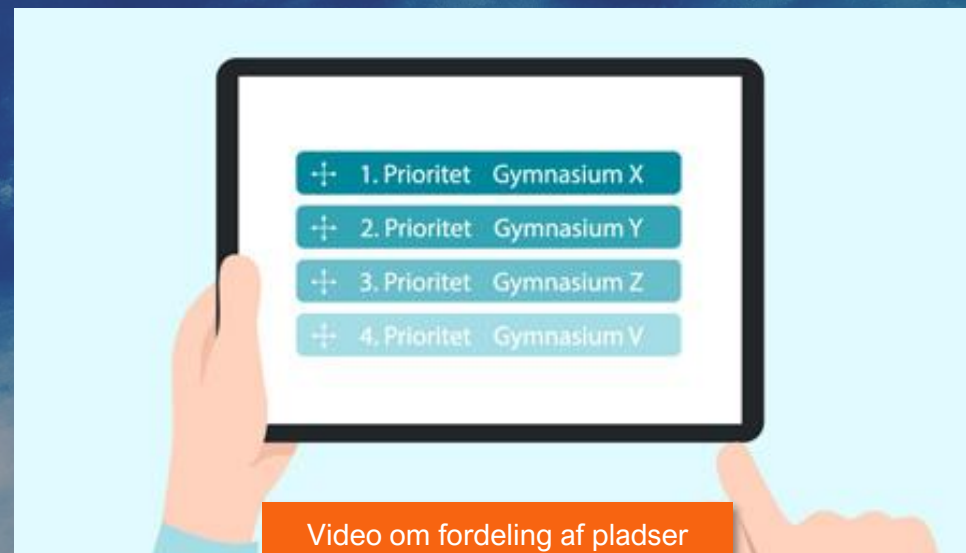 1. Prioritet Gymnasium X
2. Prioritet Gymnasium Y
3. Prioritet Gymnasium Z
4. Prioritet Gymnasium V
Video om fordeling af pladser